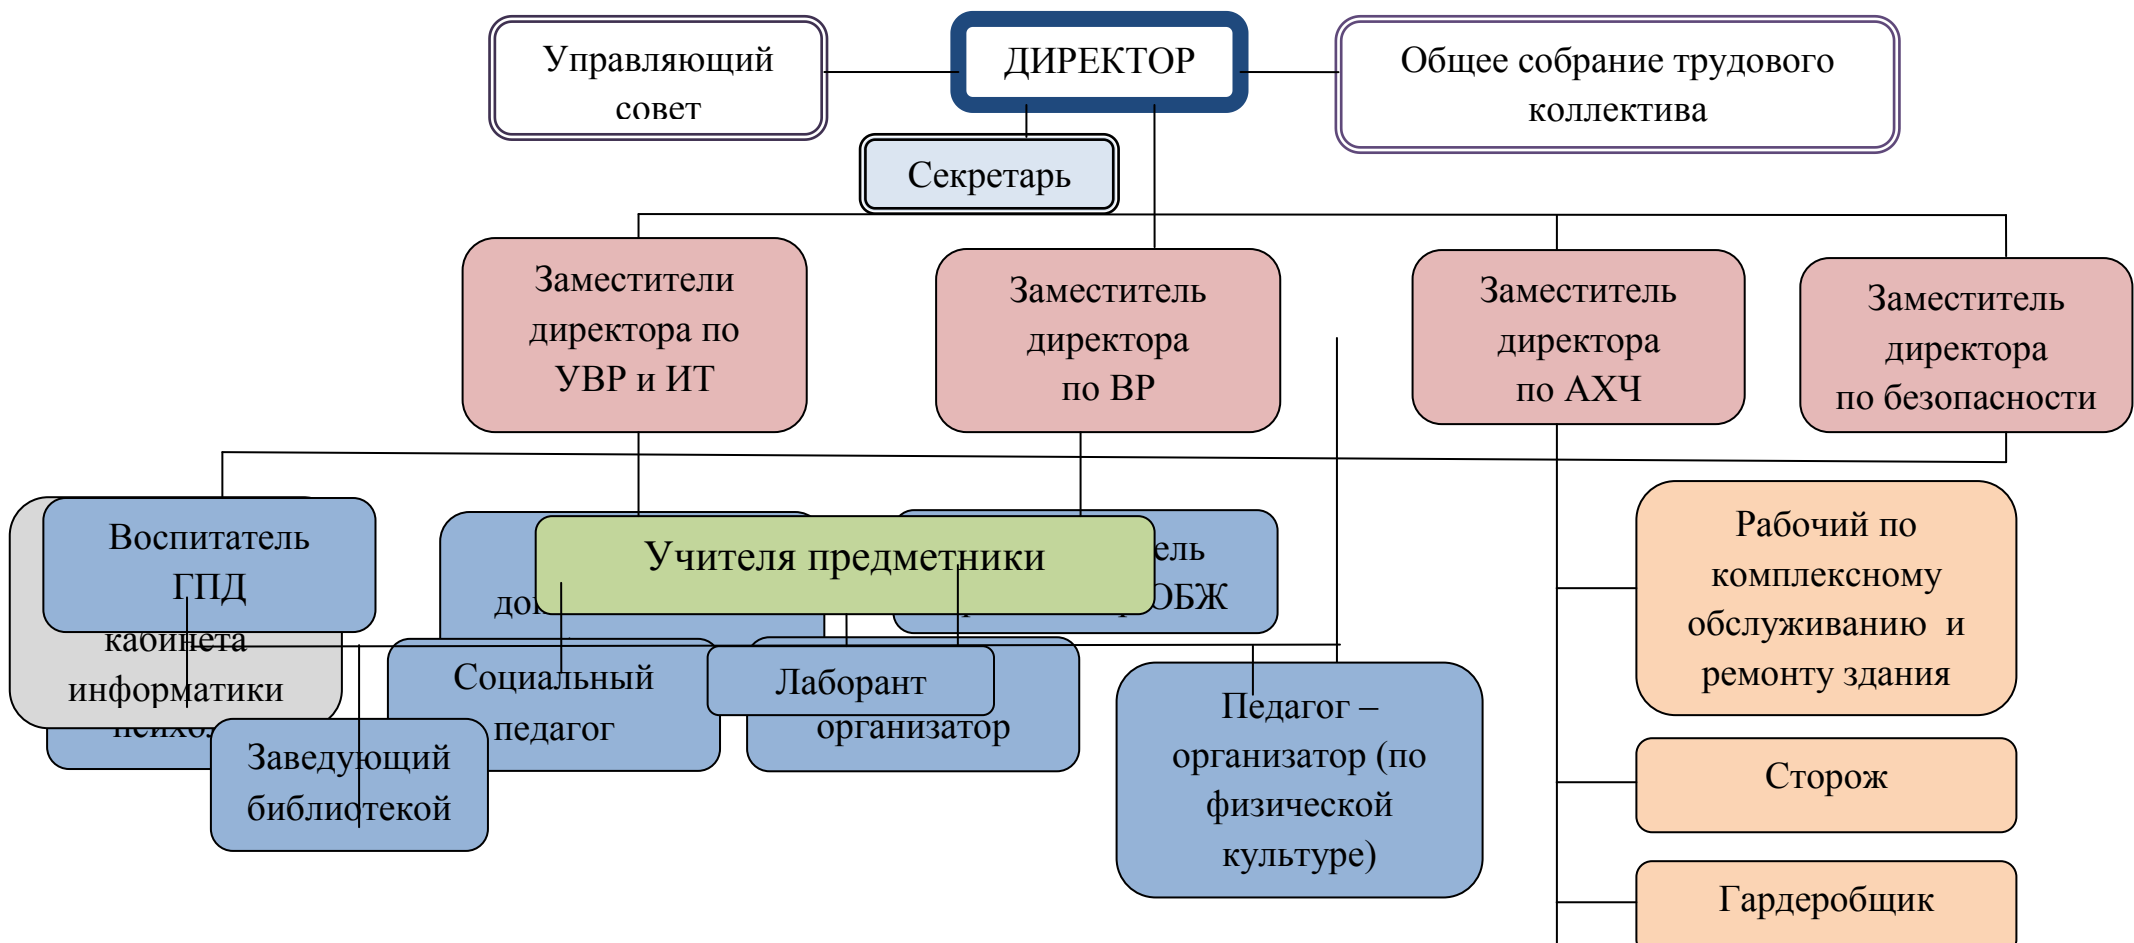 Управляющий
совет
ДИРЕКТОР
Общее собрание трудового
коллектива
Секретарь
Заместители
директора по
УВР и ИТ
Заместитель
директора
по ВР
Заместитель
директора
по АХЧ
Заместитель
директора
по безопасности
Воспитатель
ГПД
кабинета
информатики
Учителя предметники
ОБЖ
Социальный
педагог
Лаборант
организатор
Заведующий
библиотекой
Педагог –
организатор (по
физической
культуре)
Рабочий по
комплексному
обслуживанию и
ремонту здания
Сторож
Гардеробщик